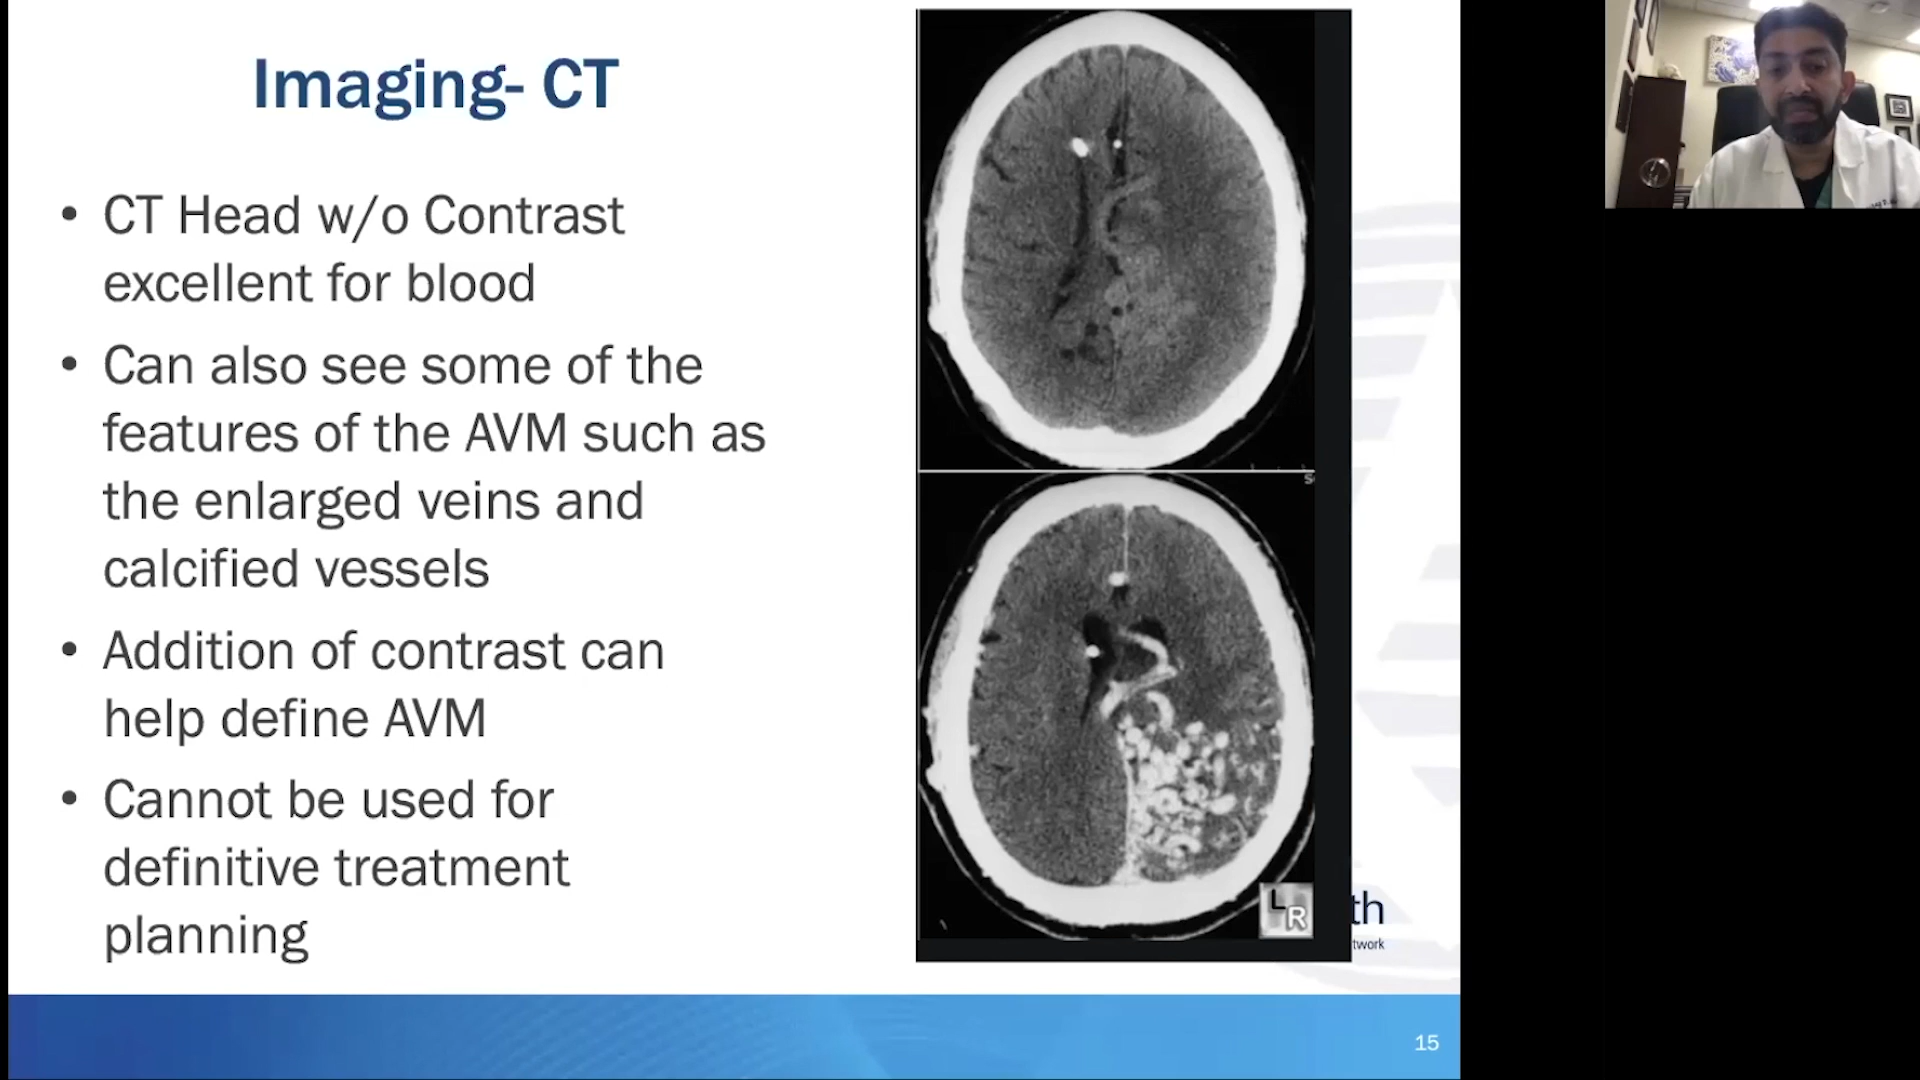 Imaging- CT
• CT Head w/o Contrast
excellent for blood
• Can also see some of the
features of the AVM such as
the enlarged veins and
calcified vessels
• Addition of contrast can
help define AVM
• Cannot be used for
definitive treatment
planning
S
L
R
th
twork
15